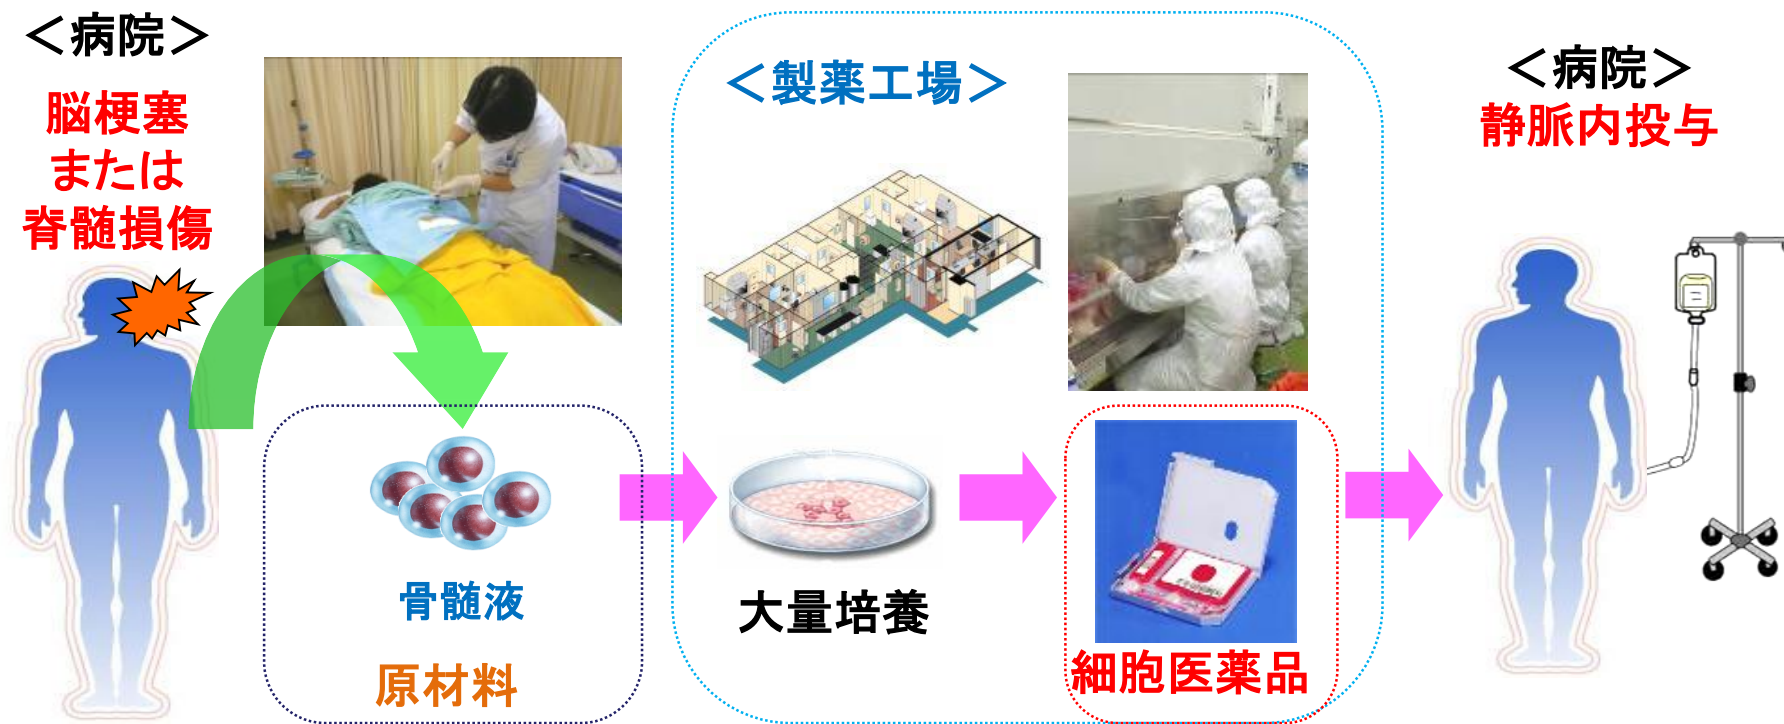 ＜病院＞
脳梗塞
または
脊髄損傷
骨髄液
原材料
＜製薬工場＞
大量培養
細胞医薬品
＜病院＞
静脈内投与